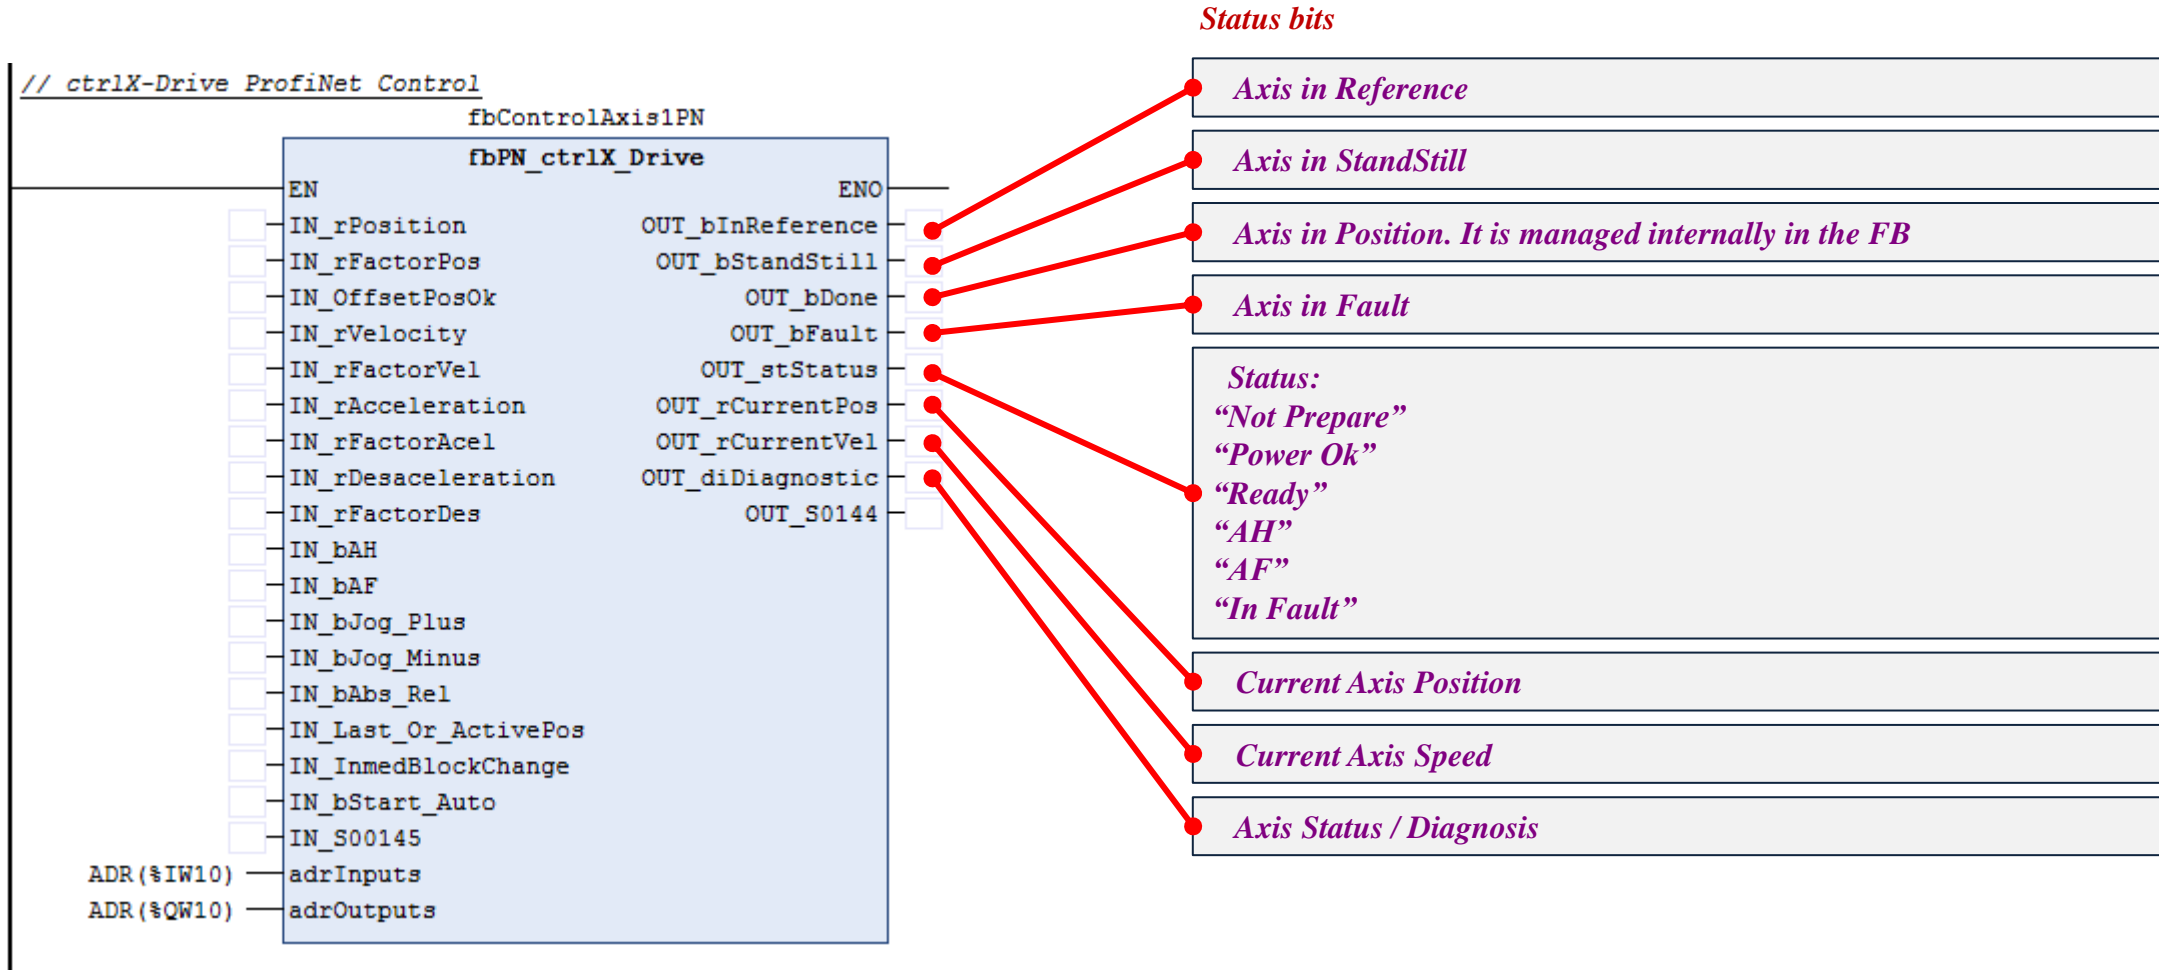 Status bits
// ctrlX-Drive ProfiNet Control
fbControlAxis1PN
fbPN_ctrlX_Drive
EN ENO
IN_rPosition OUT_bInReference
IN_rFactorPos OUT_bStandStill
IN_OffsetPosOk OUT_bDone
IN_rVelocity OUT_bFault
IN_rFactorVel OUT_stStatus
IN_rAcceleration OUT_rCurrentPos
IN_rFactorAcel OUT_rCurrentVel
IN_rDesaceleration OUT_diDiagnostic
IN_rFactorDes OUT_S0144
IN_bAH
IN_bAF
IN_bJog_Plus
IN_bJog_Minus
IN_bAbs_Rel
IN_Last_Or_ActivePos
IN_InmedBlockChange
IN_bStart_Auto
IN_S00145
ADR(%IW10) adrInputs
ADR(%QW10) adrOutputs
Axis in Reference
Axis in StandStill
Axis in Position. It is managed internally in the FB
Axis in Fault
Status:
“Not Prepare”
“Power Ok”
“Ready”
“AH”
“AF”
“In Fault”
Current Axis Position
Current Axis Speed
Axis Status / Diagnosis